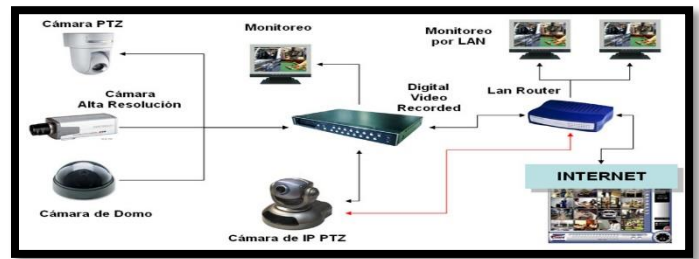 Cámara PTZ
Monitoreo
Monitoreo
por LAN
Cámara
Alta Resolución
Digital
Video
Recorded
Lan Router
INTERNET
Cámara de Domo
Cámara de IP PTZ